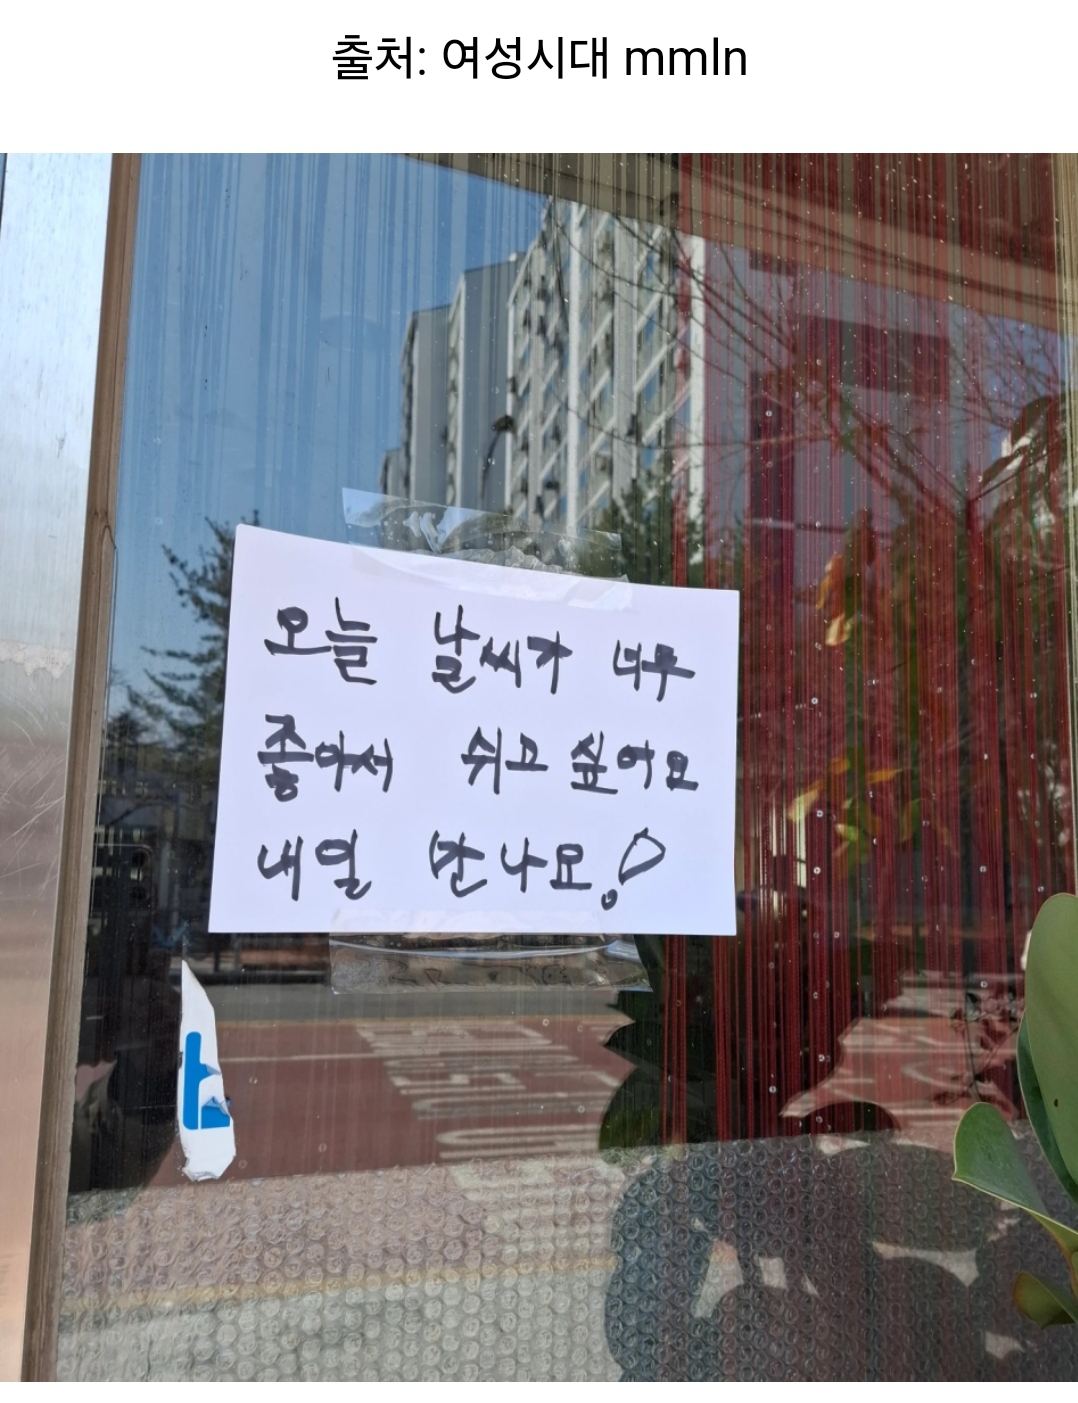 출처: 여성시대 mmln
오늘 날씨가 너무
좋아서 쉬고 싶어요
내일 만나요!